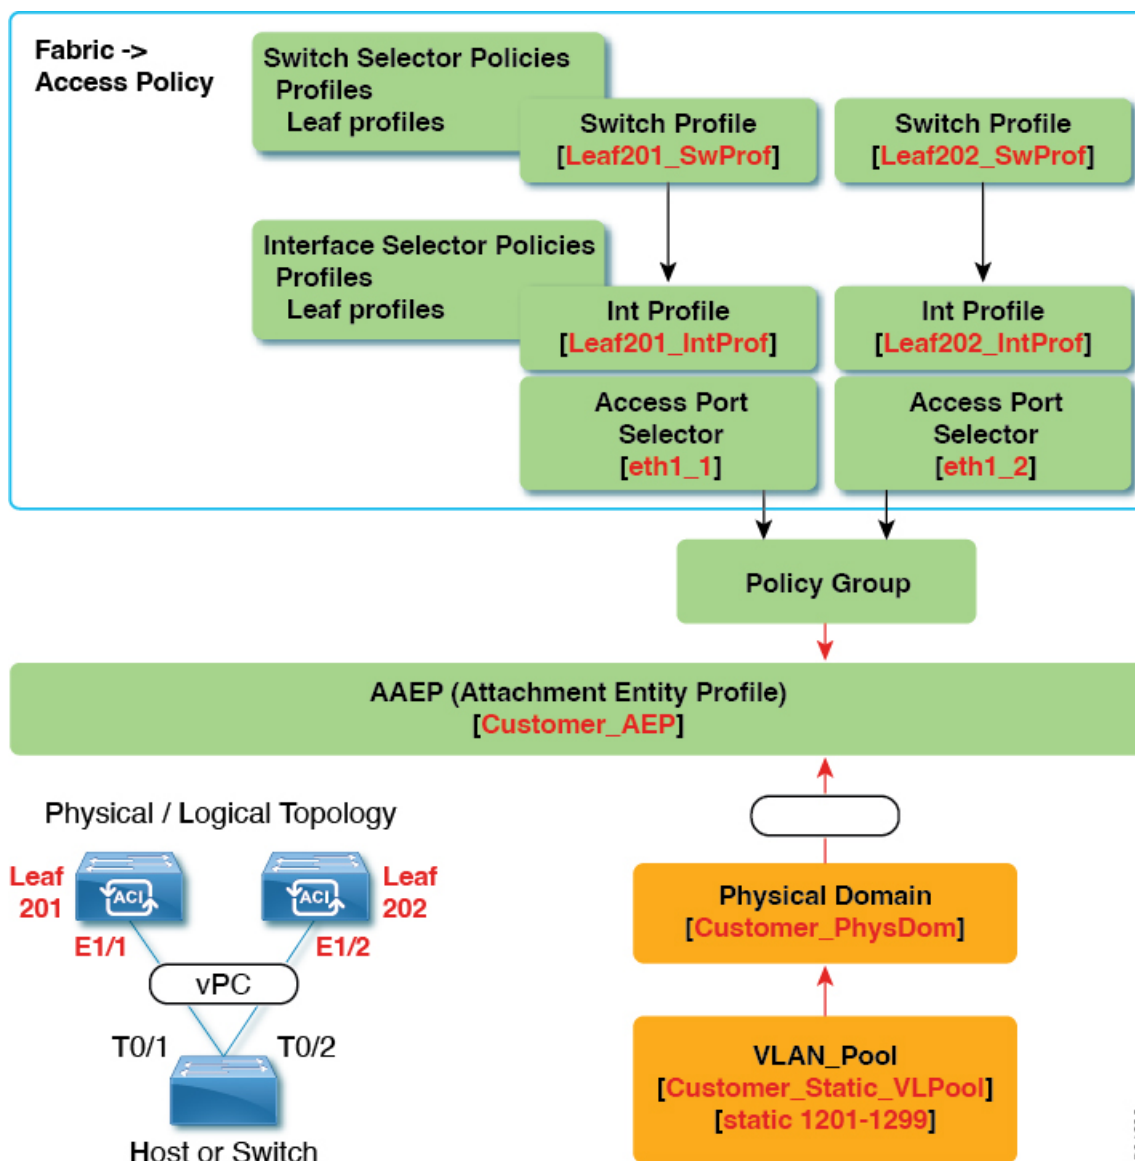 Fabric ->
Access Policy
Switch Selector Policies
Profiles
Leaf profiles
Switch Profile
[Leaf201_SwProf]
Switch Profile
[Leaf202_SwProf]
Interface Selector Policies
Profiles
Leaf profiles
Int Profile
[Leaf201_IntProf]
Int Profile
[Leaf202_IntProf]
Access Port
Selector
[eth1_1]
Access Port
Selector
[eth1_2]
Policy Group
AAEP (Attachment Entity Profile)
[Customer_AEP]
Physical / Logical Topology
Leaf
201
ACI
ACI
Leaf
202
E1/1
E1/2
vPC
T0/1
T0/2
Host or Switch
Physical Domain
[Customer_PhysDom]
VLAN_Pool
[Customer_Static_VLPool]
[static 1201-1299]